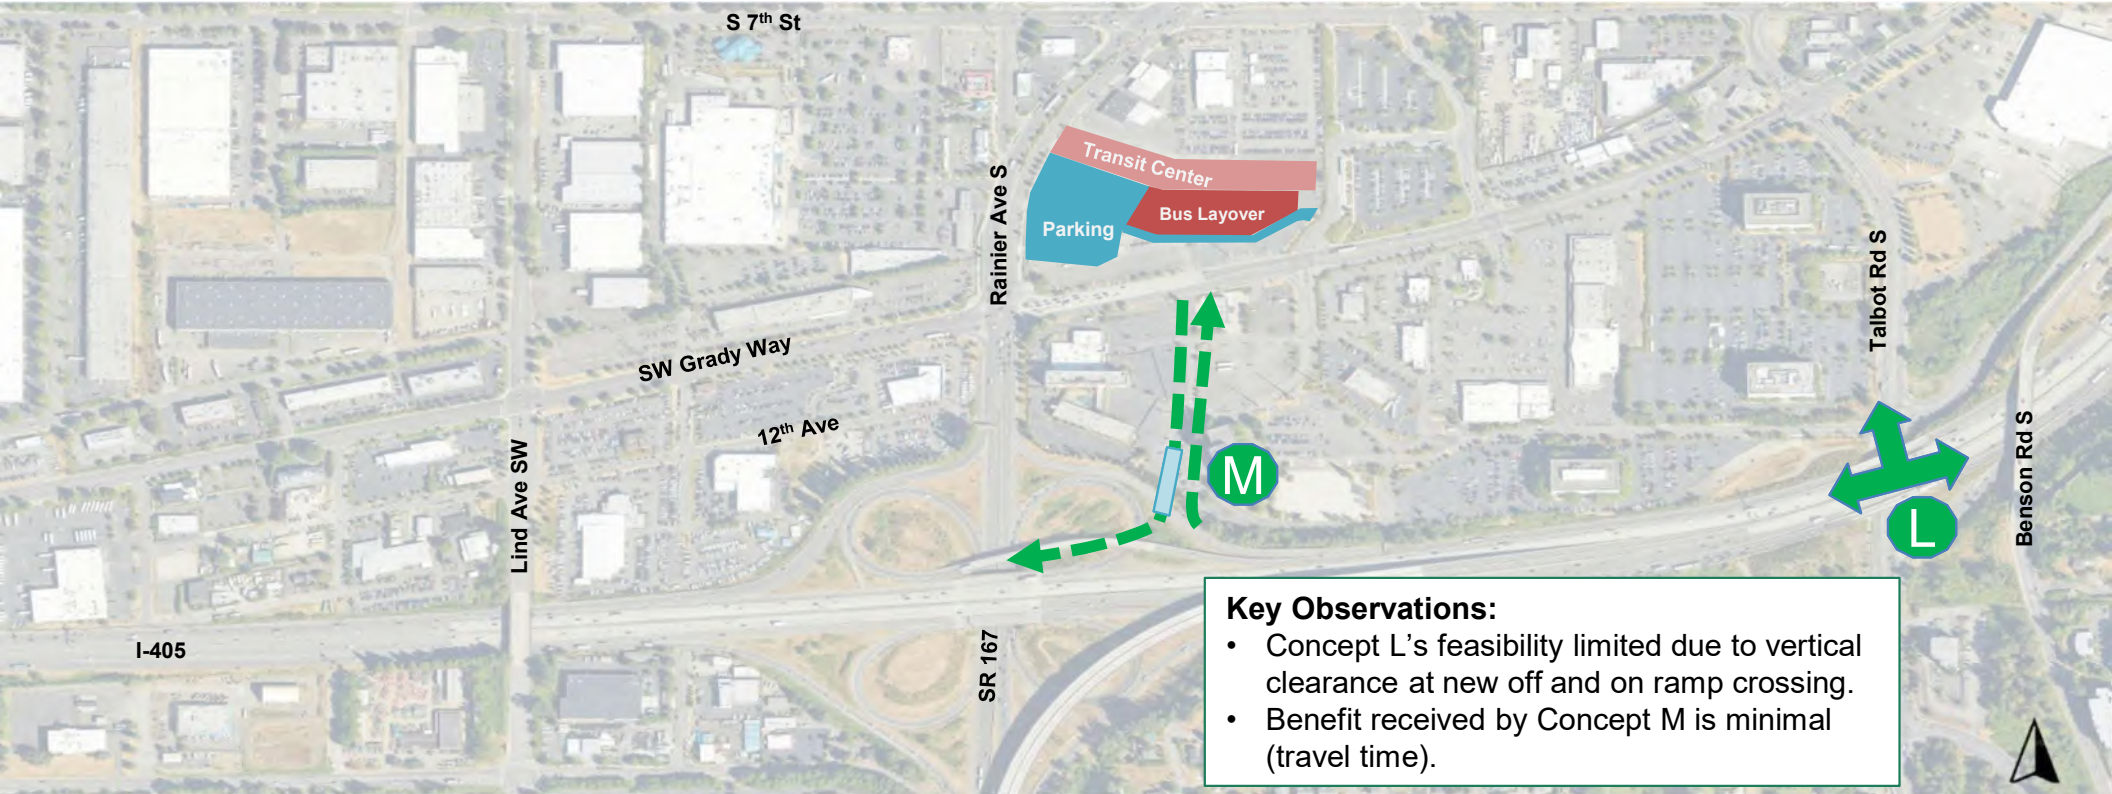 S 7th St
Transit Center
Bus Layover
Parking
Rainier Ave S
Talbot Rd S
SW Grady Way
12th Ave
Lind Ave SW
Benson Rd S
M
L
I-405
SR 167
Key Observations:
• Concept L’s feasibility limited due to vertical
clearance at new off and on ramp crossing.
• Benefit received by Concept M is minimal
(travel time).